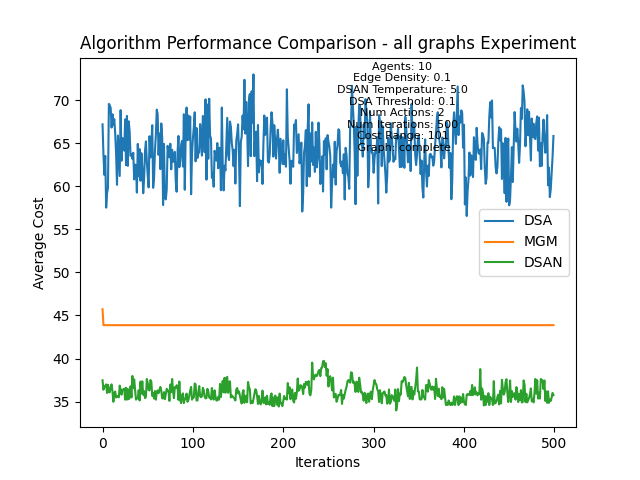 Algorithm Performance Comparison - all graphs Experiment
Agents: 10
Edge Density: 0.1
DSAN Temperature: 5.0
DSA Threshold: 0.1
Num Actions: 2
Num Iterations: 500
Cost Range: 101
Graph: complete
Average Cost
70
65
60
55
50
45
40
35
DSA
MGM
DSAN
0
100
200
300
400
500
Iterations